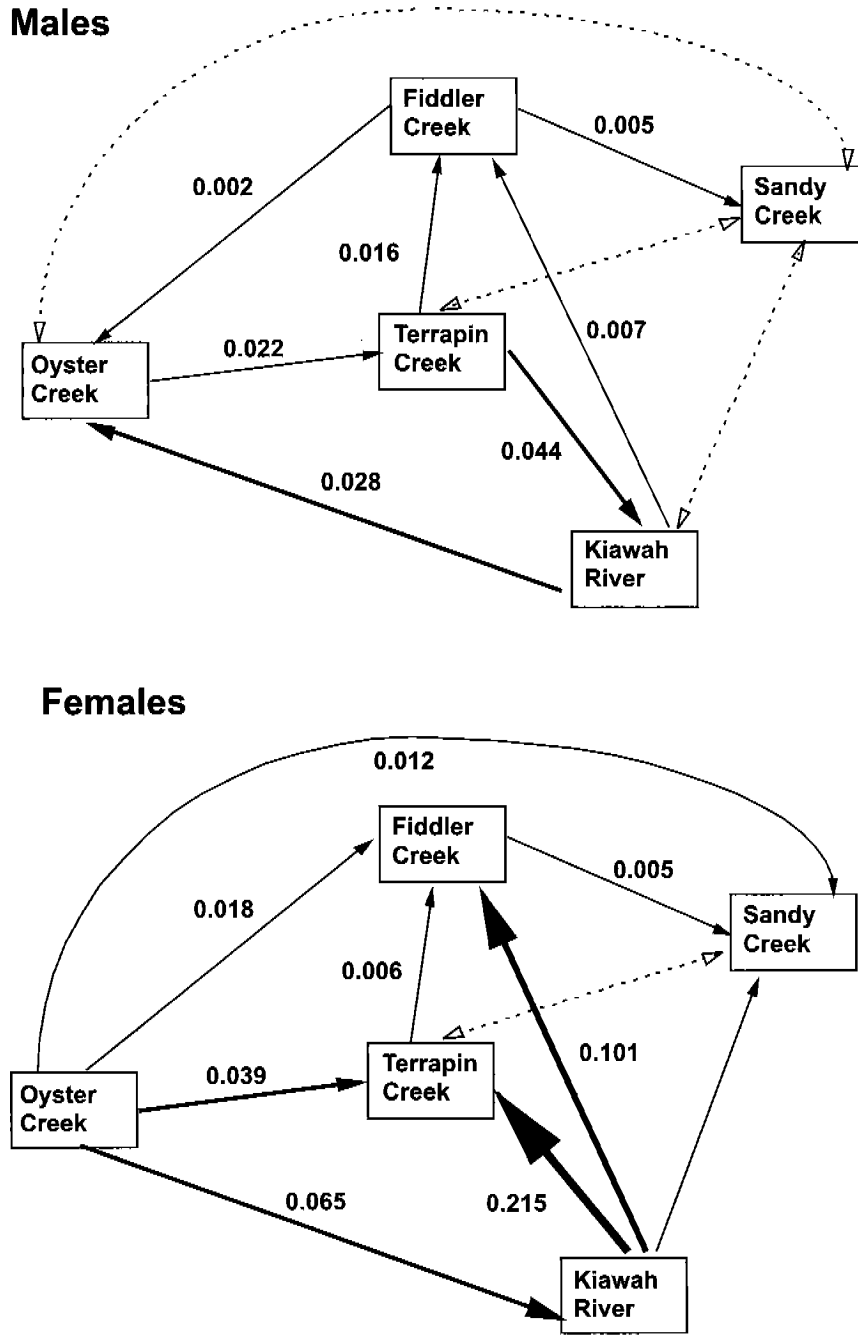 Males
Fiddler
Creek
0.005
Sandy
Creek
0.002
0.016
Terrapin
Creek
0.007
Oyster
Creek
0.022
0.044
0.028
Kiawah
River
Females
0.012
Fiddler
Creek
0.005
Sandy
Creek
0.018
0.006
Terrapin
Creek
0.101
Oyster
Creek
0.039
0.065
0.215
Kiawah
River